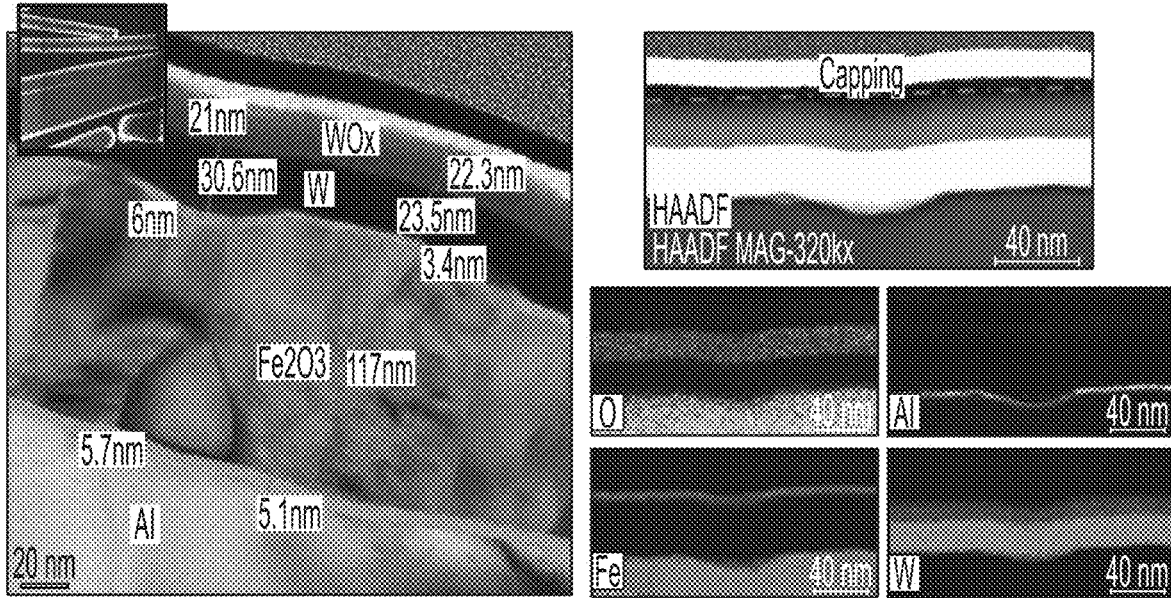 21nm
WOx
30.6nm
W
22.3nm
6nm
23.5nm
3.4nm
Fe2O3
117nm
5.7nm
Al
5.1nm
20 nm
Capping
HAADF
HAADF MAG-320kx
40 nm
O
40 nm
Al
40 nm
Fe
40 nm
W
40 nm